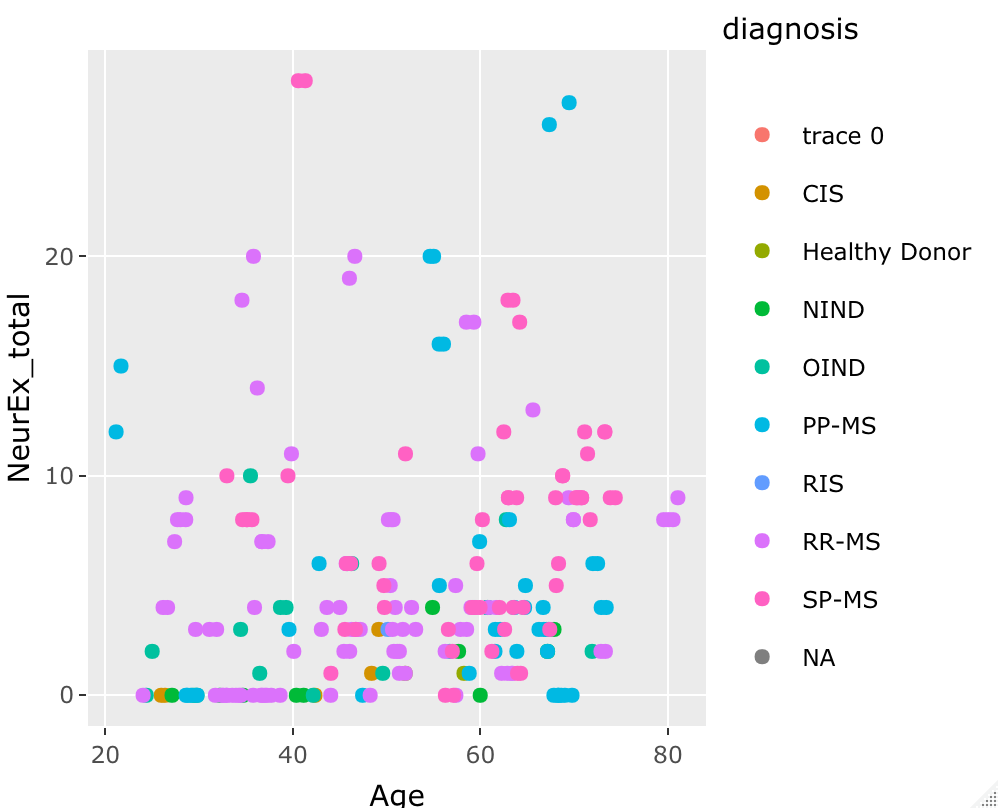 diagnosis
trace 0
CIS
Healthy Donor
NIND
OIND
PP-MS
RIS
RR-MS
SP-MS
NA
NeurEx_total
20
10
0
20
40
60
80
Age